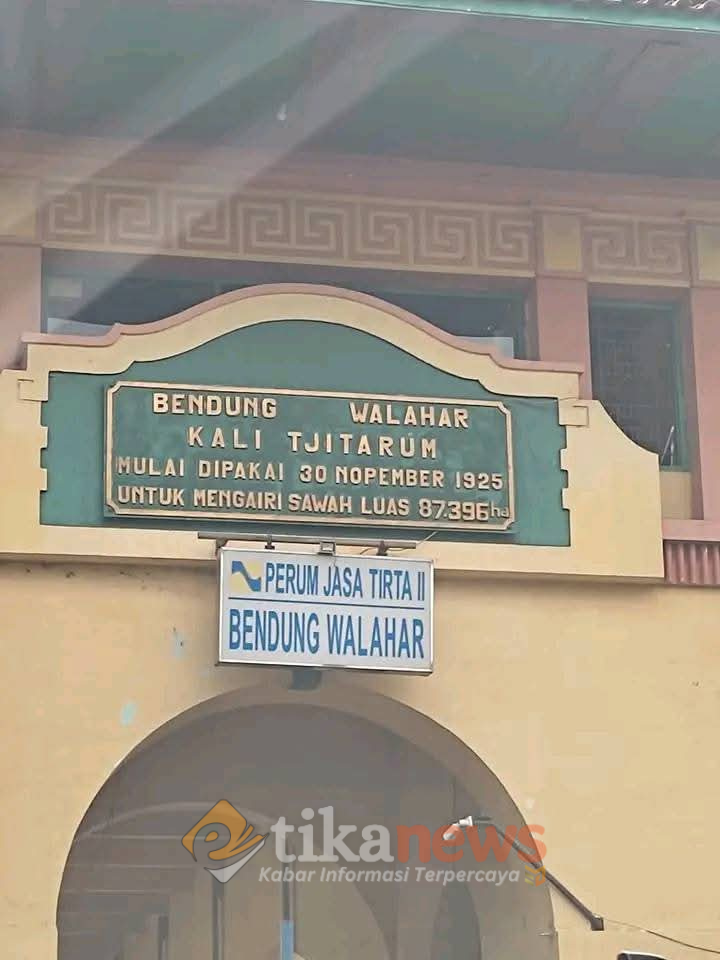 BENDUNG WALAHAR
KALI TJITARUM
MULAI DIPAKAI 30 NOPEMBER 1925
UNTUK MENGAIRI SAWAH LUAS 87.396 ha
PERUM JASA TIRTA II
BENDUNG WALAHAR
etikanews
Kabar Informasi Terpercaya